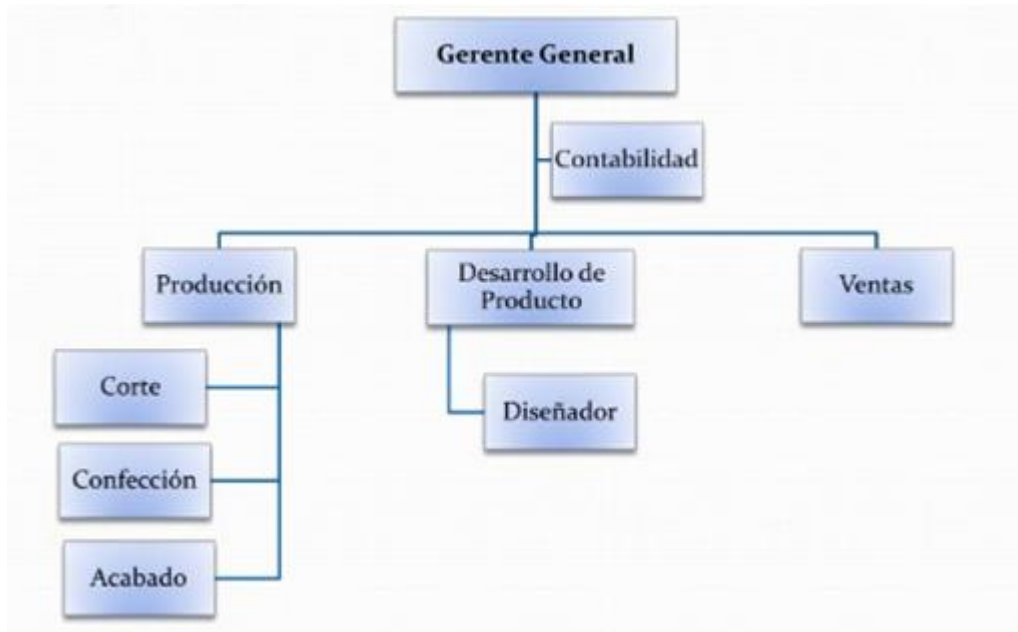 Gerente General
Contabilidad
Producción
Desarrollo de
Producto
Ventas
Corte
Diseñador
Confección
Acabado